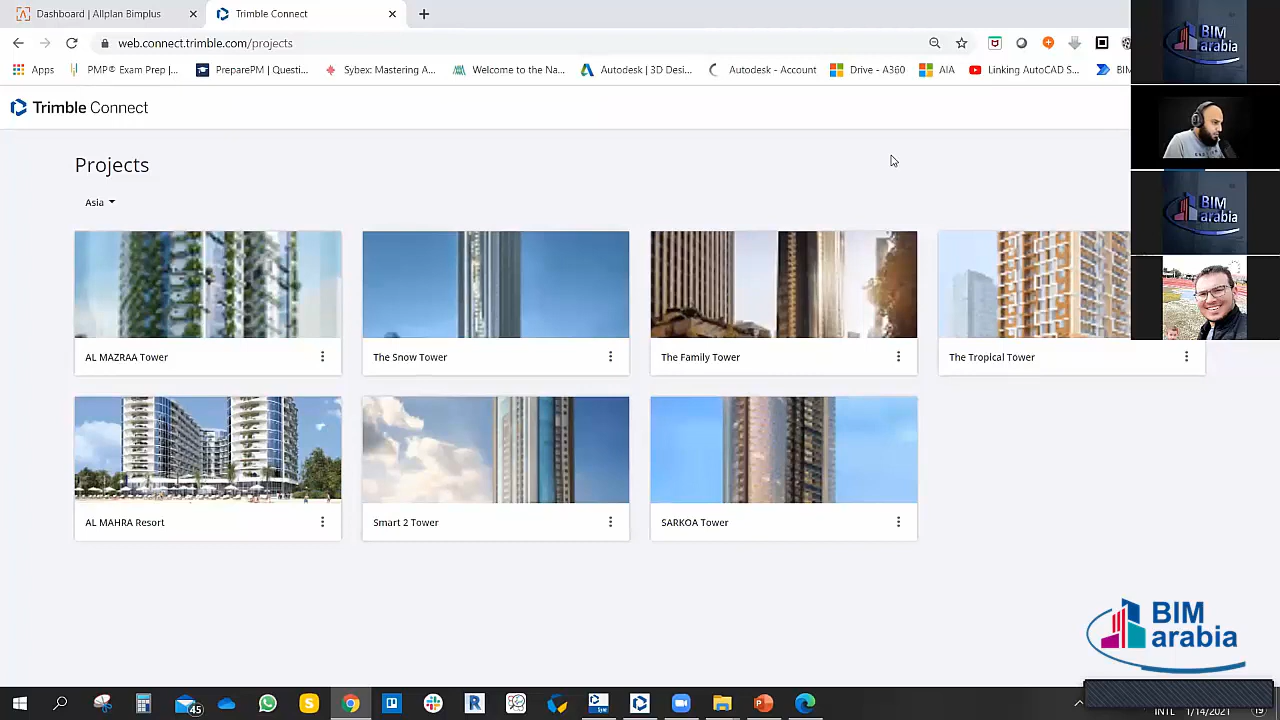 Dashboard | Allplan Bimplus
Trimble Connect
web.connect.trimble.com/projects
Apps
PMP® Exam Prep |...
PreparePM | Questi...
Sybex Mastering A...
Welcome to the Na...
Autodesk | 3D Desi...
Autodesk - Account
Drive - A360
AIA
Linking AutoCAD S...
BIM
Trimble Connect
Projects
Asia
AL MAZRAA Tower
The Snow Tower
The Family Tower
The Tropical Tower
AL MAHRA Resort
Smart 2 Tower
SARKOA Tower
BIM
arabia
BIM
arabia
BIM
arabia
45
INTL
1/14/2021
19